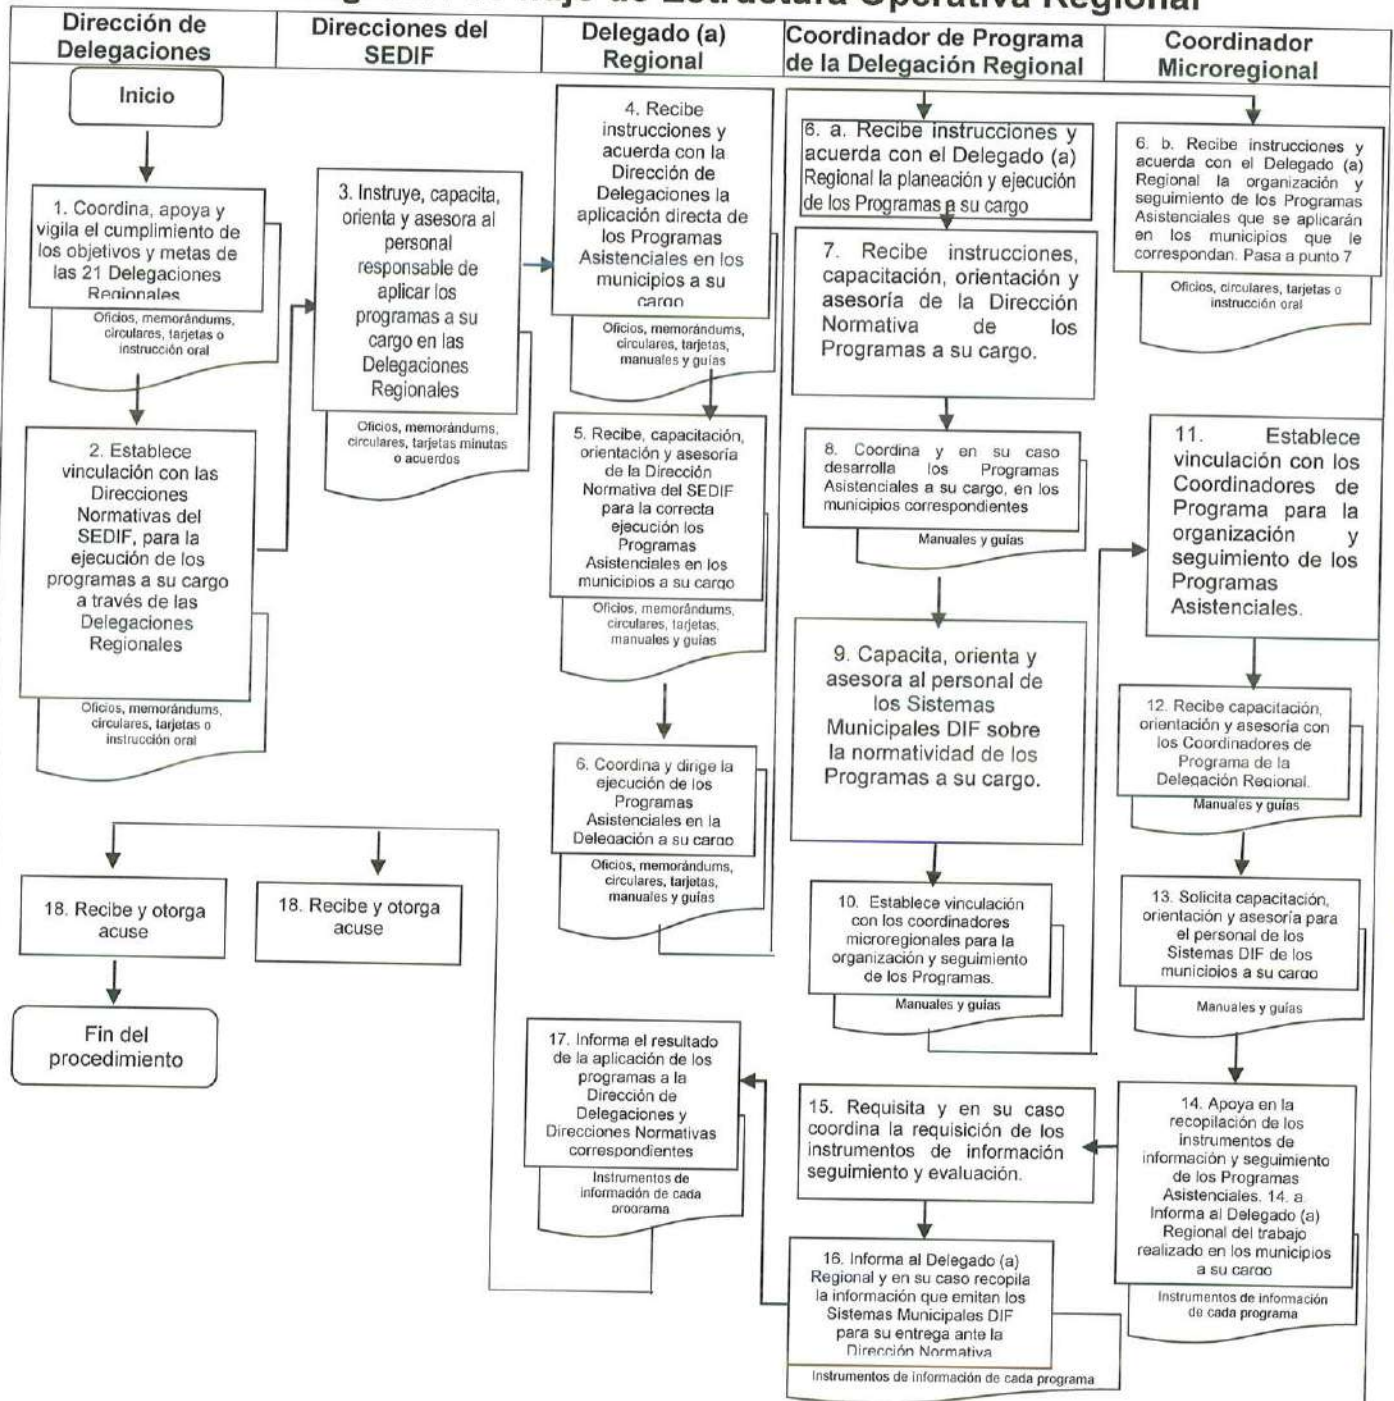 Estructura Operativa Regional
Dirección de
Delegaciones
Direcciones del
SEDIF
Delegado (a)
Regional
Coordinador de Programa
de la Delegación Regional
Coordinador
Microregional
Inicio
1. Coordina, apoya y
vigila el cumplimiento de
los objetivos y metas de
las 21 Delegaciones
Regionales
Oficios, memorándums,
circulares, tarjetas o
instrucción oral
2. Establece
vinculación con las
Direcciones
Normativas del
SEDIF, para la
ejecución de los
programas a su cargo
a través de las
Delegaciones
Regionales
Oficios, memorándums,
circulares, tarjetas o
instrucción oral
3. Instruye, capacita,
orienta y asesora al
personal
responsable de
aplicar los
programas a su
cargo en las
Delegaciones
Regionales
Oficios, memorándums,
circulares, tarjetas minutas
o acuerdos
4. Recibe
instrucciones y
acuerda con la
Dirección de
Delegaciones la
aplicación directa de
los Programas
Asistenciales en los
municipios a su
cargo
Oficios, memorándums,
circulares, tarjetas,
manuales y guías
5. Recibe, capacitación,
orientación y asesoría
de la Dirección
Normativa del SEDIF
para la correcta
ejecución los
Programas
Asistenciales en los
municipios a su cargo
Oficios, memorándums,
circulares, tarjetas,
manuales y guías
6. Coordina y dirige la
ejecución de los
Programas
Asistenciales en la
Delegación a su cargo
Oficios, memorándums,
circulares, tarjetas,
manuales y guías
6. a. Recibe instrucciones y
acuerda con el Delegado (a)
Regional la planeación y ejecución
de los Programas a su cargo
7. Recibe instrucciones,
capacitación, orientación y
asesoría de la Dirección
Normativa de los
Programas a su cargo.
8. Coordina y en su caso
desarrolla los Programas
Asistenciales a su cargo, en los
municipios correspondientes
Manuales y guías
9. Capacita, orienta y
asesora al personal de
los Sistemas
Municipales DIF sobre
la normatividad de los
Programas a su cargo.
10. Establece vinculación
con los coordinadores
microregionales para la
organización y seguimiento
de los Programas.
Manuales y guías
6. b. Recibe instrucciones y
acuerda con el Delegado (a)
Regional la organización y
seguimiento de los Programas
Asistenciales que se aplicarán
en los municipios que le
correspondan. Pasa a punto 7
Oficios, circulares, tarjetas o
instrucción oral
11. Establece
vinculación con los
Coordinadores de
Programa para la
organización y
seguimiento de los
Programas
Asistenciales.
12. Recibe capacitación,
orientación y asesoría con
los Coordinadores de
Programa de la
Delegación Regional.
Manuales y guías
13. Solicita capacitación,
orientación y asesoría para
el personal de los
Sistemas DIF de los
municipios a su cargo
Manuales y guías
14. Apoya en la
recopilación de los
instrumentos de
información y seguimiento
de los Programas
Asistenciales. 14. a
Informa al Delegado (a)
Regional del trabajo
realizado en los municipios
a su cargo
Instrumentos de información
de cada programa
15. Requisita y en su caso
coordina la requisición de los
instrumentos de información
seguimiento y evaluación.
16. Informa al Delegado (a)
Regional y en su caso recopila
la información que emitan los
Sistemas Municipales DIF
para su entrega ante la
Dirección Normativa
Instrumentos de información de cada programa
17. Informa el resultado
de la aplicación de los
programas a la
Dirección de
Delegaciones y
Direcciones Normativas
correspondientes
Instrumentos de
información de cada
programa
18. Recibe y otorga
acuse
18. Recibe y otorga
acuse
Fin del
procedimiento